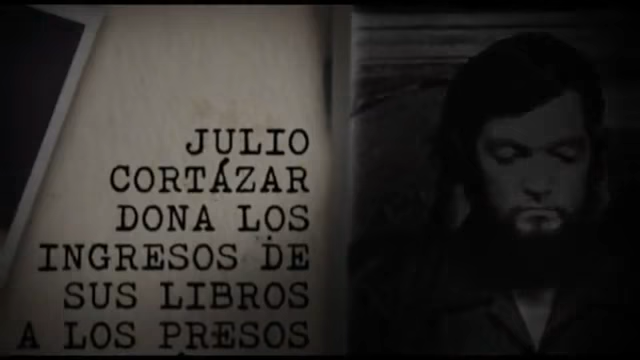 JULIO
CORTÁZAR
DONA LOS
INGRESOS DE
SUS LIBROS
A LOS PRESOS